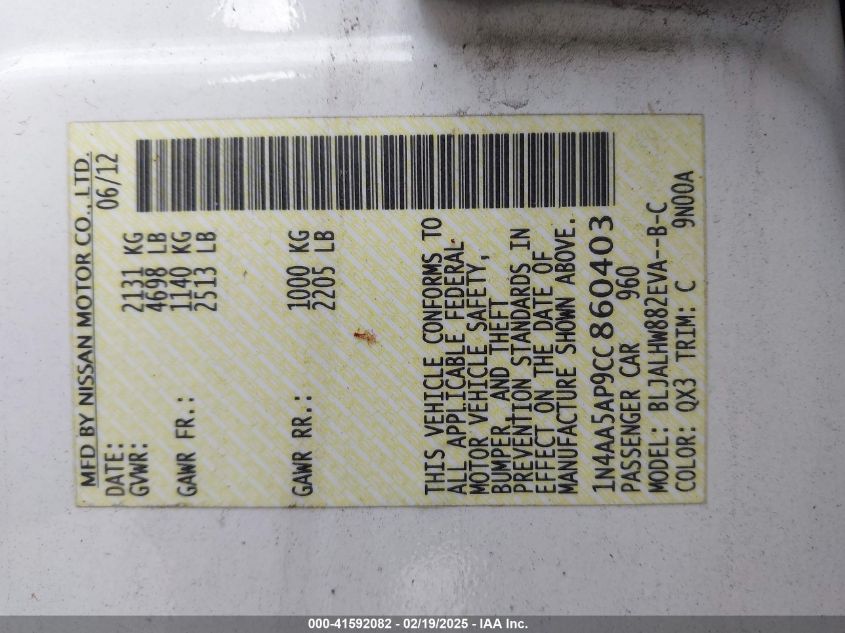 MFD BY NISSAN MOTOR CO., LTD.
DATE: 06/12
GVWR: 2131 KG
4698 LB
GAWR FR.: 1140 KG
2513 LB
GAWR RR.: 1000 KG
2205 LB
THIS VEHICLE CONFORMS TO
ALL APPLICABLE FEDERAL
MOTOR VEHICLE SAFETY,
BUMPER, AND THEFT
PREVENTION STANDARDS IN
EFFECT ON THE DATE OF
MANUFACTURE SHOWN ABOVE.
1N4AA5AP9CC860403
PASSENGER CAR 960
MODEL: BLJALHW882EVA--B-C
COLOR: QX3 TRIM: C 9N00A
000-41592082 - 02/19/2025 - IAA Inc.